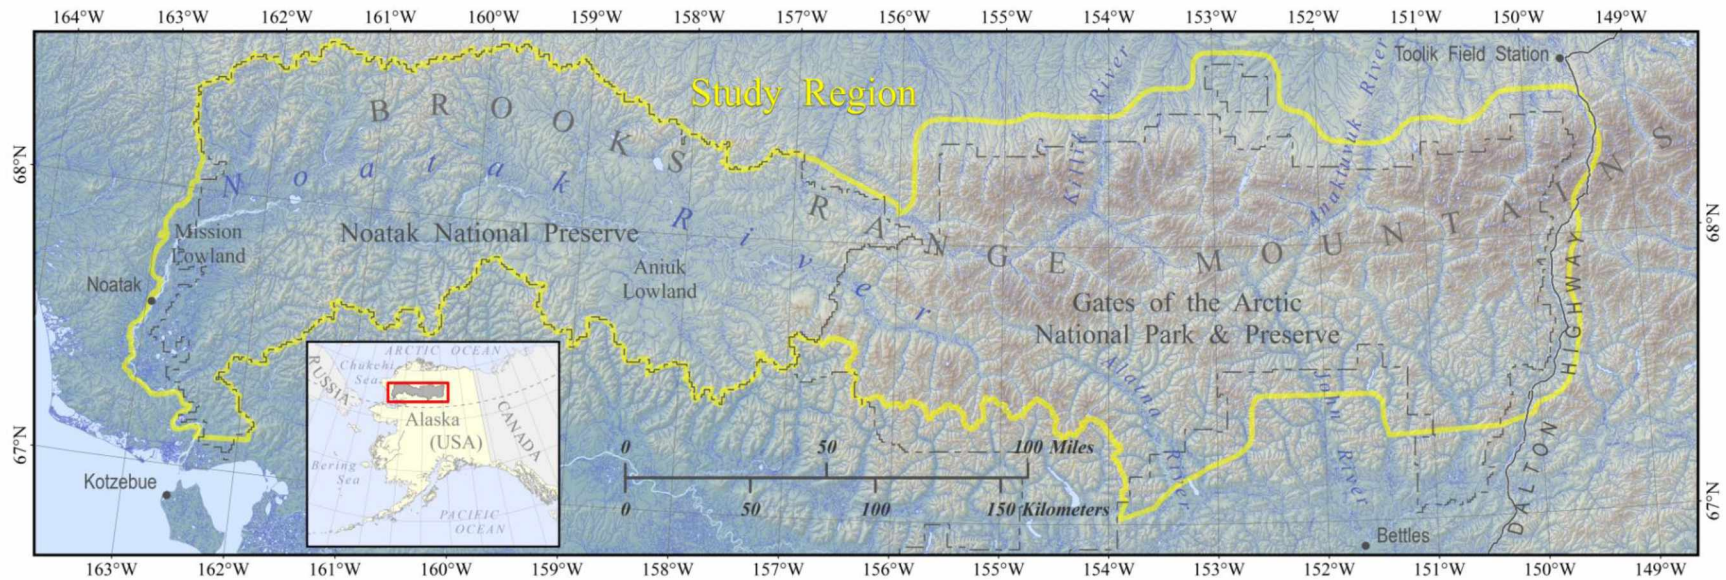 164°W 163°W 162°W 161°W 160°W 159°W 158°W 157°W 156°W 155°W 154°W 153°W 152°W 151°W 150°W 149°W
Toolik Field Station
Study Region
BROOKS RANGE MOUNTAINS
Killik River
Anaktuvuk River
68°N
68°N
Noatak River
Mission
Lowland
Noatak National Preserve
Aniuk
Lowland
Noatak
Gates of the Arctic
National Park & Preserve
Alatna River
John River
DALTON HIGHWAY
67°N
67°N
Kotzebue
Bettles
ARCTIC OCEAN
Chukchi
Sea
RUSSIA
Alaska
(USA)
CANADA
Bering
Sea
PACIFIC
OCEAN
0 50 100 Miles
0 50 100 150 Kilometers
163°W 162°W 161°W 160°W 159°W 158°W 157°W 156°W 155°W 154°W 153°W 152°W 151°W 150°W 149°W